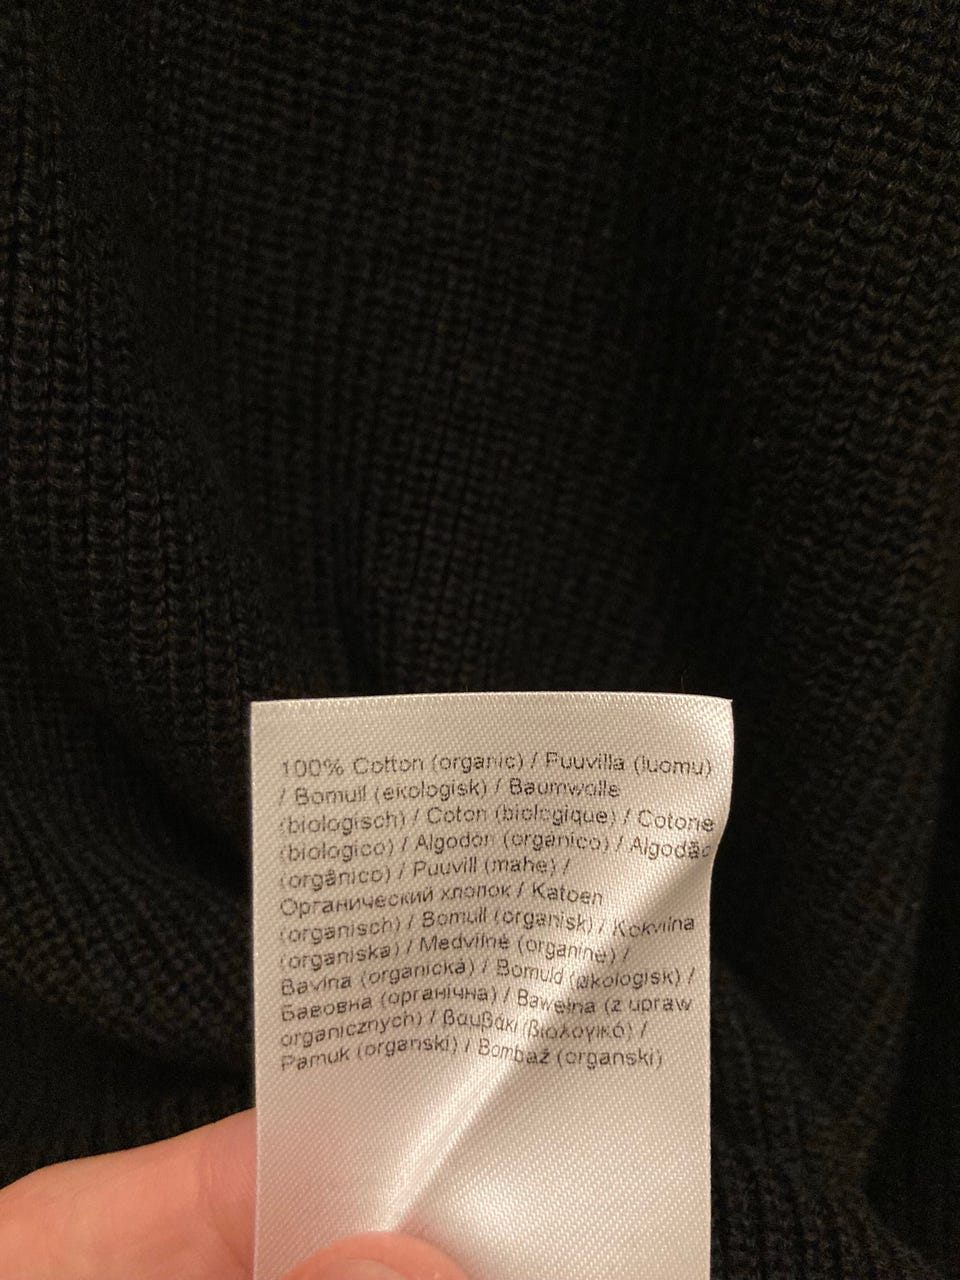 100% Cotton (organic) / Puuvilla (luomu)
/ Bomull (ekologisk) / Baumwolle
(biologisch) / Coton (biologique) / Cotone
(biologico) / Algodón (orgánico) / Algodão
(orgânico) / Puuvill (mahe) /
Органический хлопок / Katoen
(organisch) / Bomull (organisk) / Kokvilna
(organiska) / Medvilnė (organinė) /
Bavlna (organická) / Bomuld (økologisk) /
Бавовна (органічна) / Bawełna (z upraw
organicznych) / βαμβάκι (βιολογικό) /
Pamuk (organski) / Bombaž (organski)